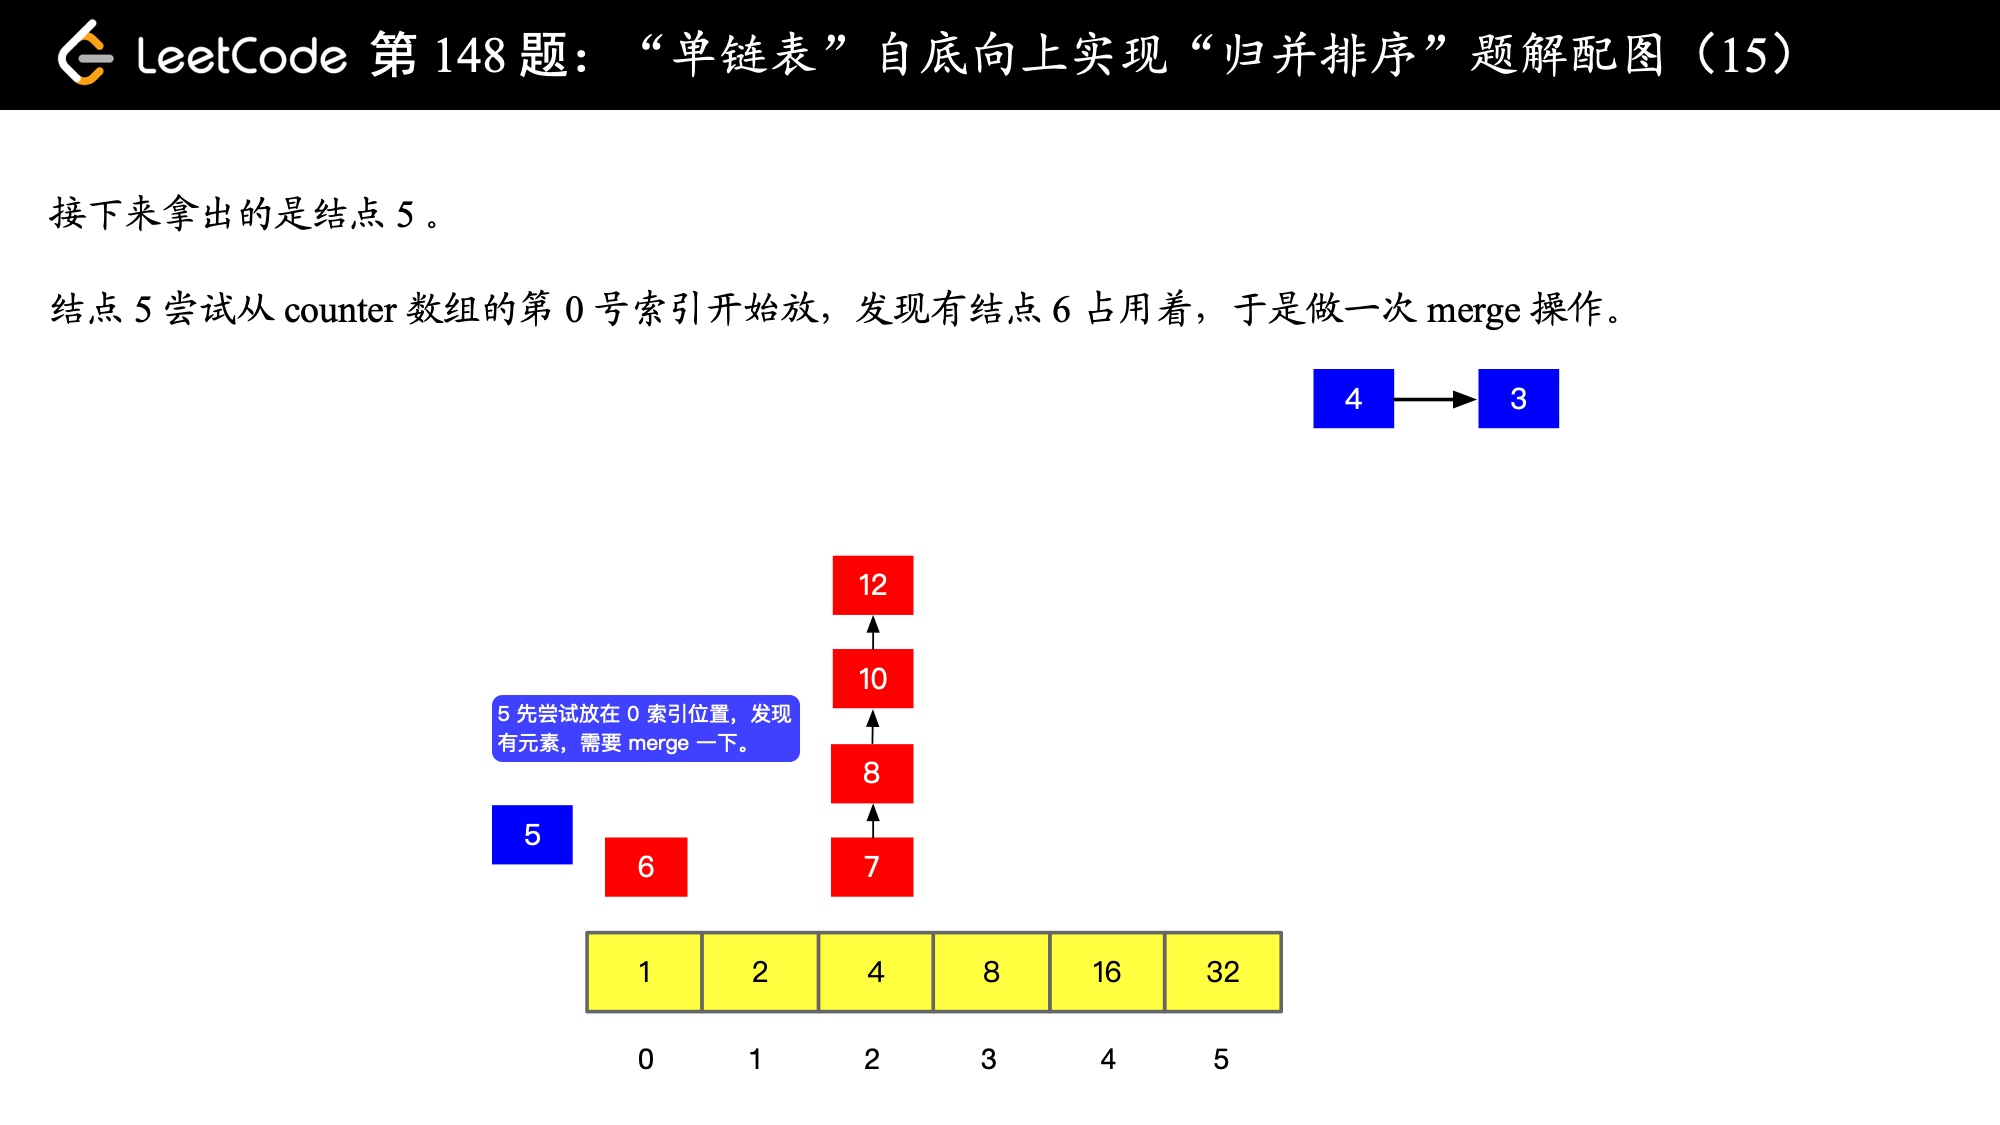 LeetCode 第 148 题：“单链表”自底向上实现“归并排序”题解配图（15）
接下来拿出的是结点 5 。
结点 5 尝试从 counter 数组的第 0 号索引开始放，发现有结点 6 占用着，于是做一次 merge 操作。
4 3
12
10
5 先尝试放在 0 索引位置，发现
有元素，需要 merge 一下。
8
5
6 7
1 2 4 8 16 32
0 1 2 3 4 5